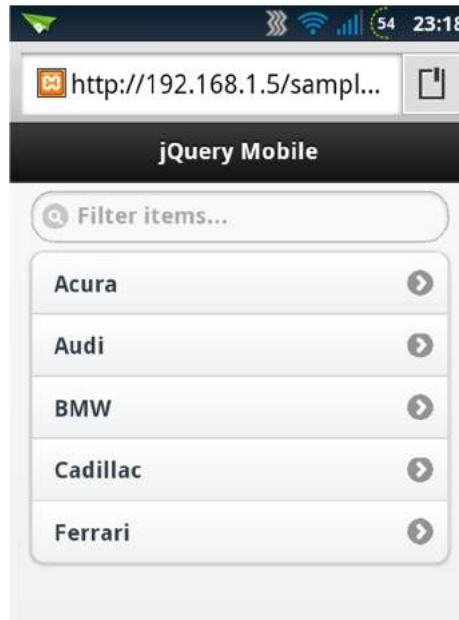 54 23:18
http://192.168.1.5/sampl...
jQuery Mobile
Filter items...
Acura
Audi
BMW
Cadillac
Ferrari